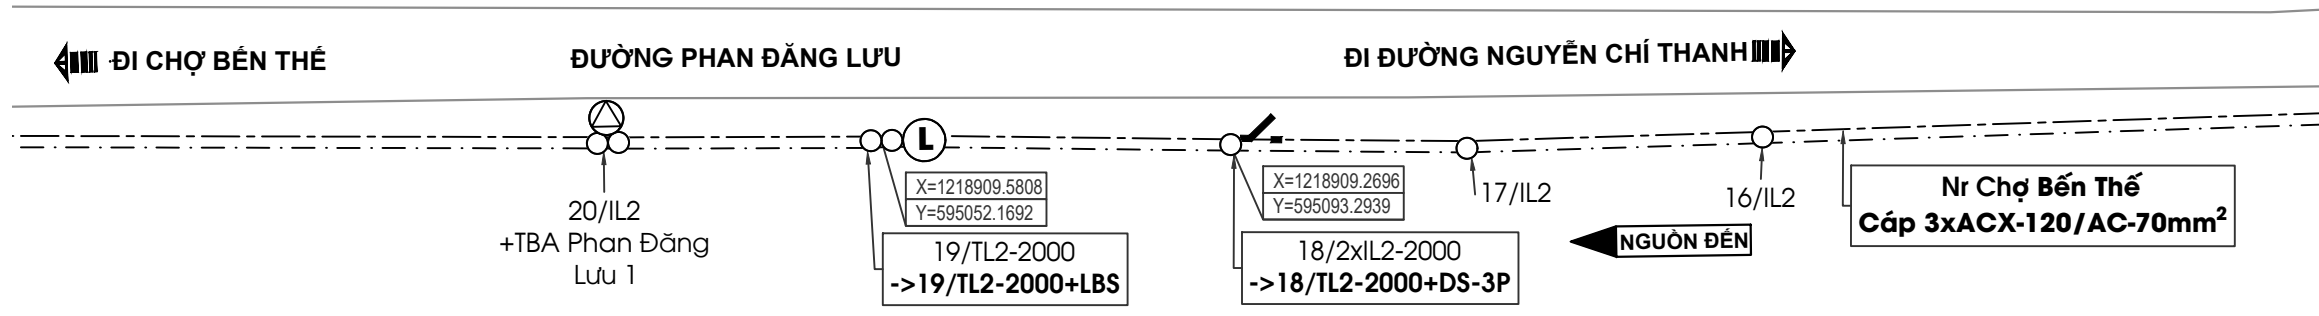 ĐI CHỢ BẾN THẾ
ĐƯỜNG PHAN ĐĂNG LƯU
ĐI ĐƯỜNG NGUYỄN CHÍ THANH
L
X=1218909.5808
Y=595052.1692
X=1218909.2696
Y=595093.2939
17/IL2
16/IL2
Nr Chợ Bến Thế
Cáp 3xACX-120/AC-70mm²
20/IL2
+TBA Phan Đăng
Lưu 1
19/TL2-2000
->19/TL2-2000+LBS
18/2xIL2-2000
->18/TL2-2000+DS-3P
NGUỒN ĐẾN